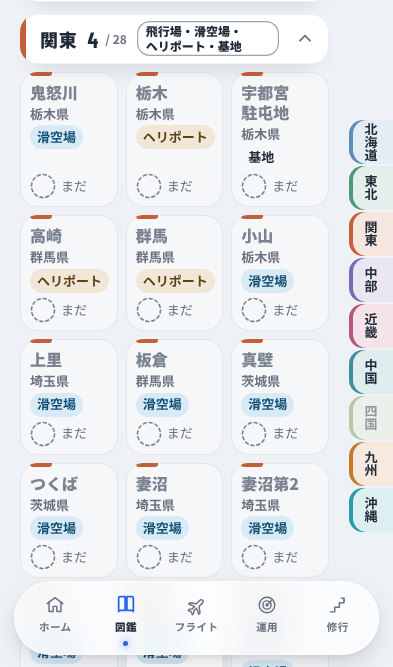 関東 4 / 28
飛行場・滑空場・
ヘリポート・基地
鬼怒川
栃木県
滑空場
まだ
栃木
栃木県
ヘリポート
まだ
宇都宮
駐屯地
栃木県
基地
まだ
高崎
群馬県
ヘリポート
まだ
群馬
群馬県
ヘリポート
まだ
小山
栃木県
滑空場
まだ
上里
埼玉県
滑空場
まだ
板倉
群馬県
滑空場
まだ
真壁
茨城県
滑空場
まだ
つくば
茨城県
滑空場
まだ
妻沼
埼玉県
滑空場
まだ
妻沼第2
埼玉県
滑空場
まだ
北海道
東北
関東
中部
近畿
中国
四国
九州
沖縄
ホーム
図鑑
フライト
運用
修行